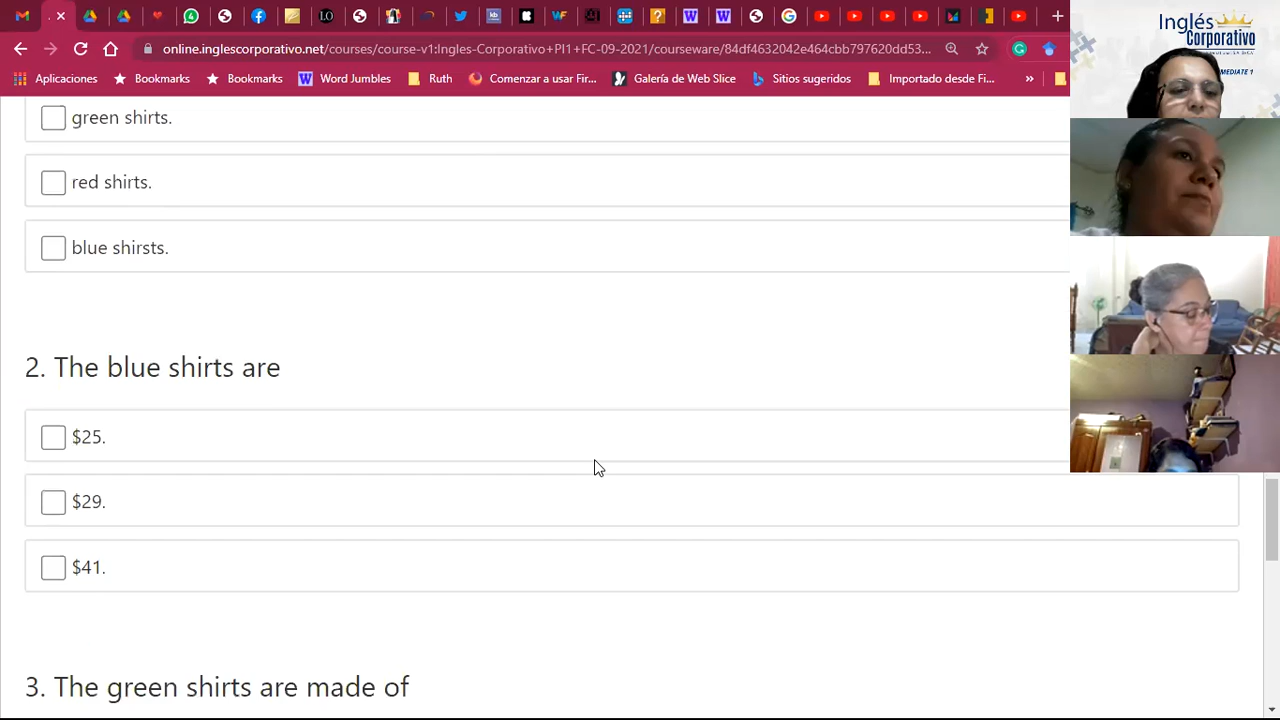 online.inglescorporativo.net/courses/course-v1:Ingles-Corporativo+PI1+FC-09-2021/courseware/84df4632042e464cbb797620dd53...
Aplicaciones
Bookmarks
Bookmarks
Word Jumbles
Ruth
Comenzar a usar Fir...
Galería de Web Slice
Sitios sugeridos
Importado desde Fi...
»
Inglés
Corporativo
MEDIATE 1
green shirts.
red shirts.
blue shirsts.
2. The blue shirts are
$25.
$29.
$41.
3. The green shirts are made of